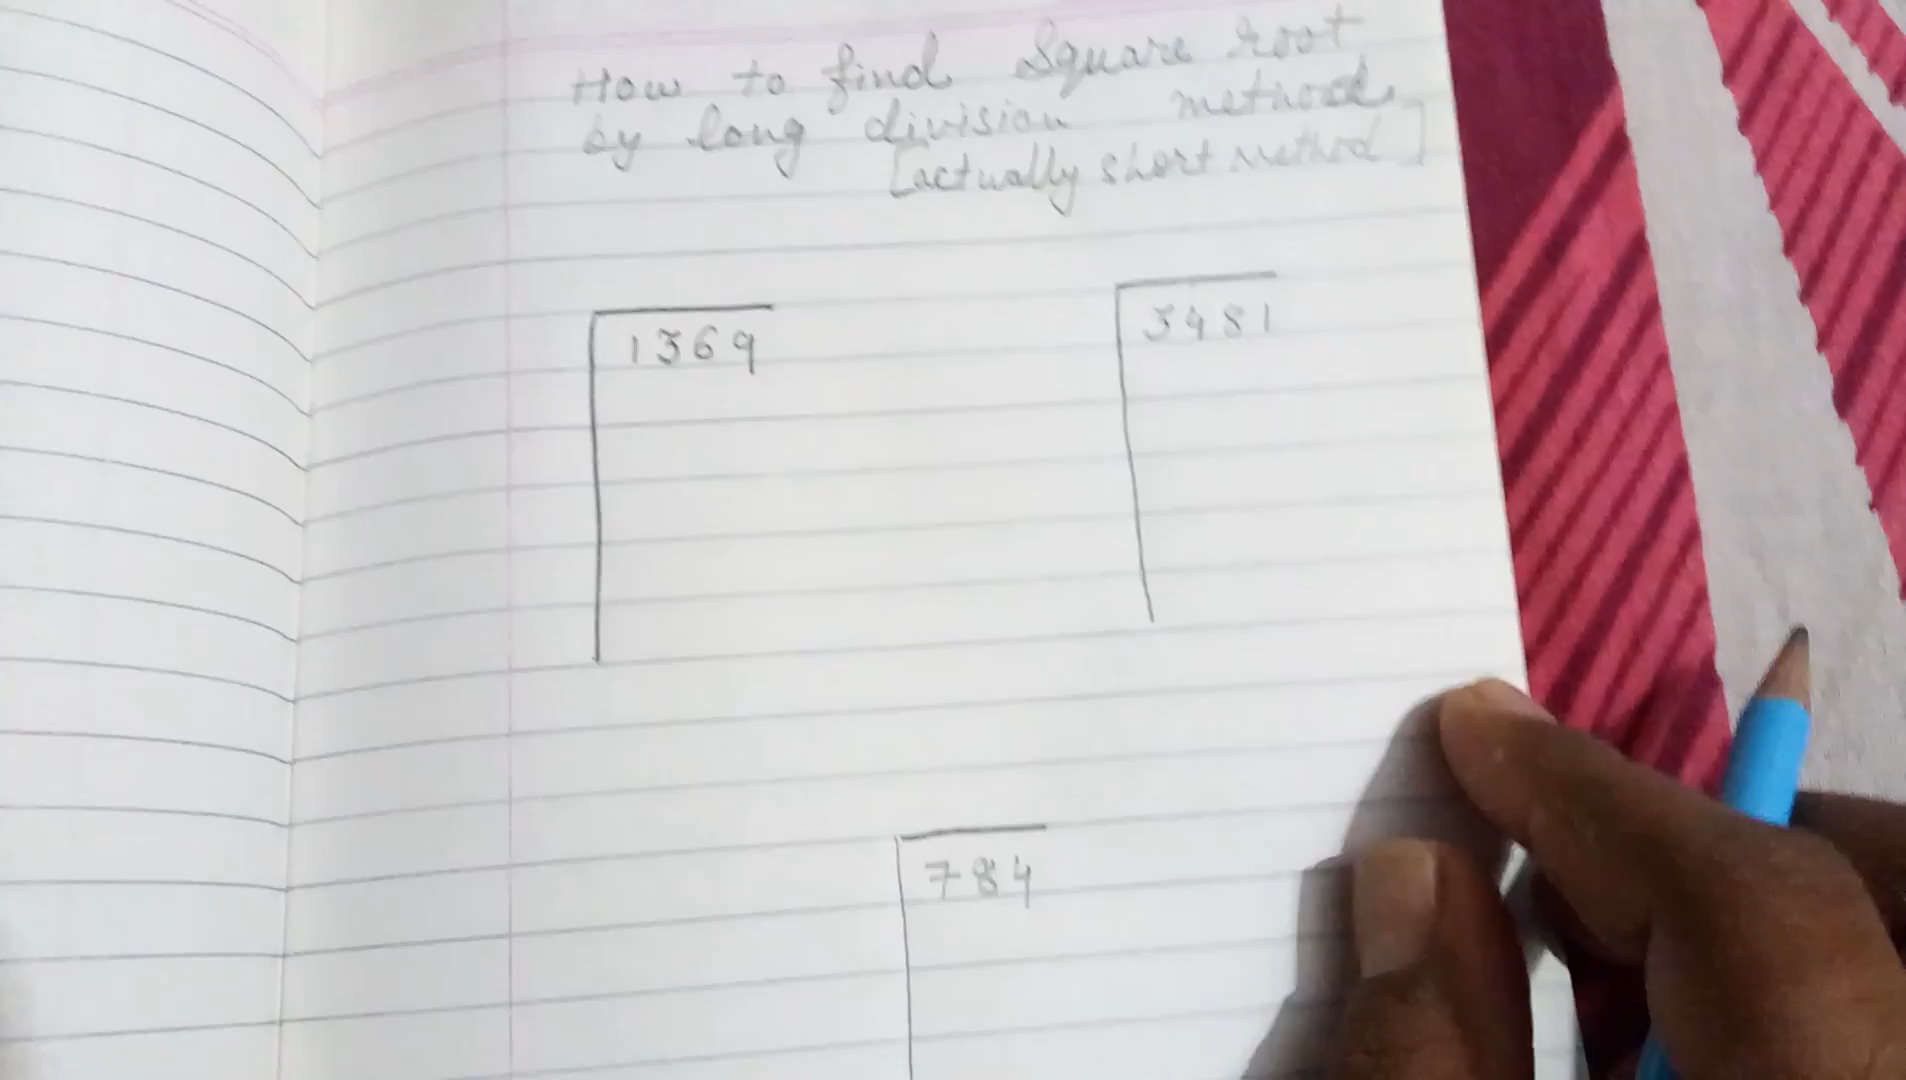 How to find Square root
by long division method
[actually short method]
1369
3481
784